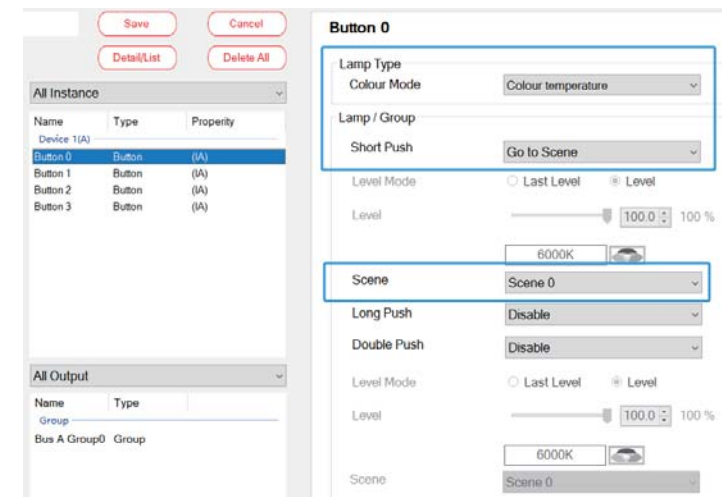 Save Cancel
Detail/List Delete All
All Instance
Name Type Properity
Device 1(A)
Button 0 Button (IA)
Button 1 Button (IA)
Button 2 Button (IA)
Button 3 Button (IA)
All Output
Name Type
Group
Bus A Group0 Group
Button 0
Lamp Type
Colour Mode Colour temperature
Lamp / Group
Short Push Go to Scene
Level Mode Last Level Level
Level 100.0 100 %
6000K
Scene Scene 0
Long Push Disable
Double Push Disable
Level Mode Last Level Level
Level 100.0 100 %
6000K
Scene Scene 0